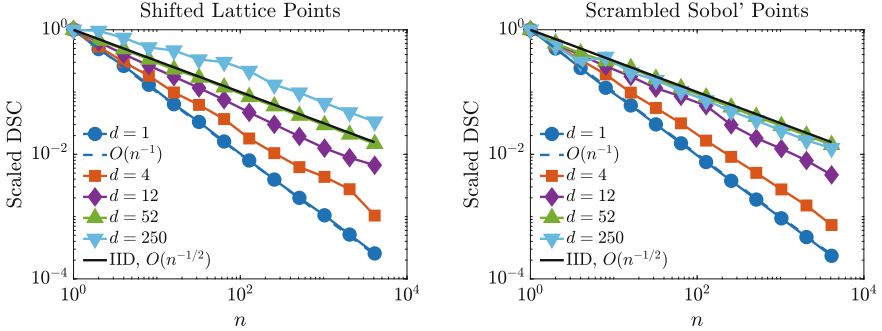 Shifted Lattice Points
10^0
10^-2
10^-4
Scaled DSC
d = 1
O(n^-1)
d = 4
d = 12
d = 52
d = 250
IID, O(n^-1/2)
10^0
10^2
10^4
n
Scrambled Sobol' Points
10^0
10^-2
10^-4
Scaled DSC
d = 1
O(n^-1)
d = 4
d = 12
d = 52
d = 250
IID, O(n^-1/2)
10^0
10^2
10^4
n